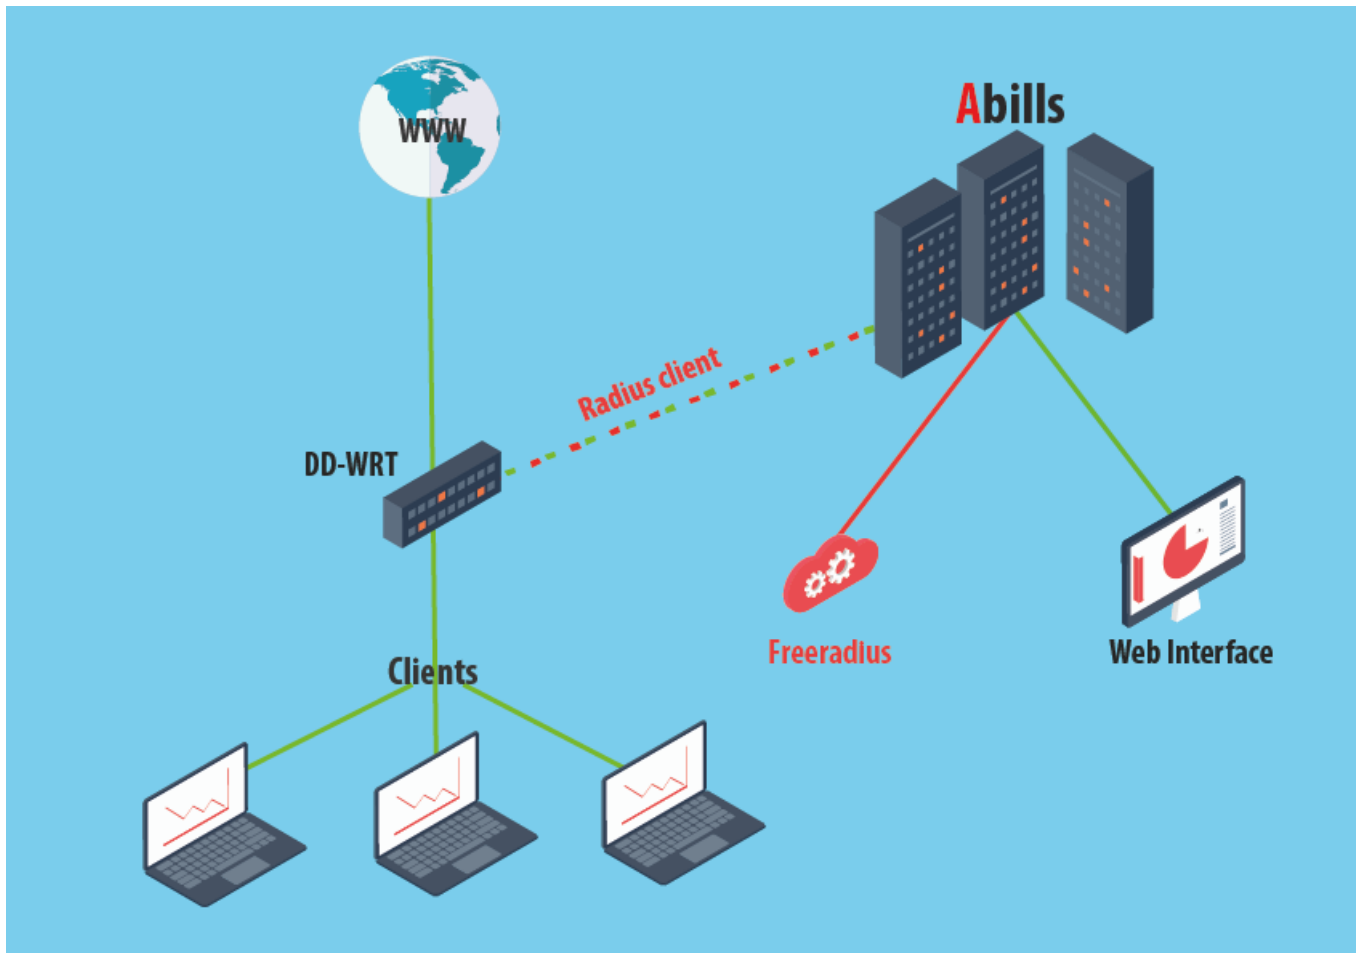 WWW
Abills
Radius client
DD-WRT
Freeradius
Web Interface
Clients